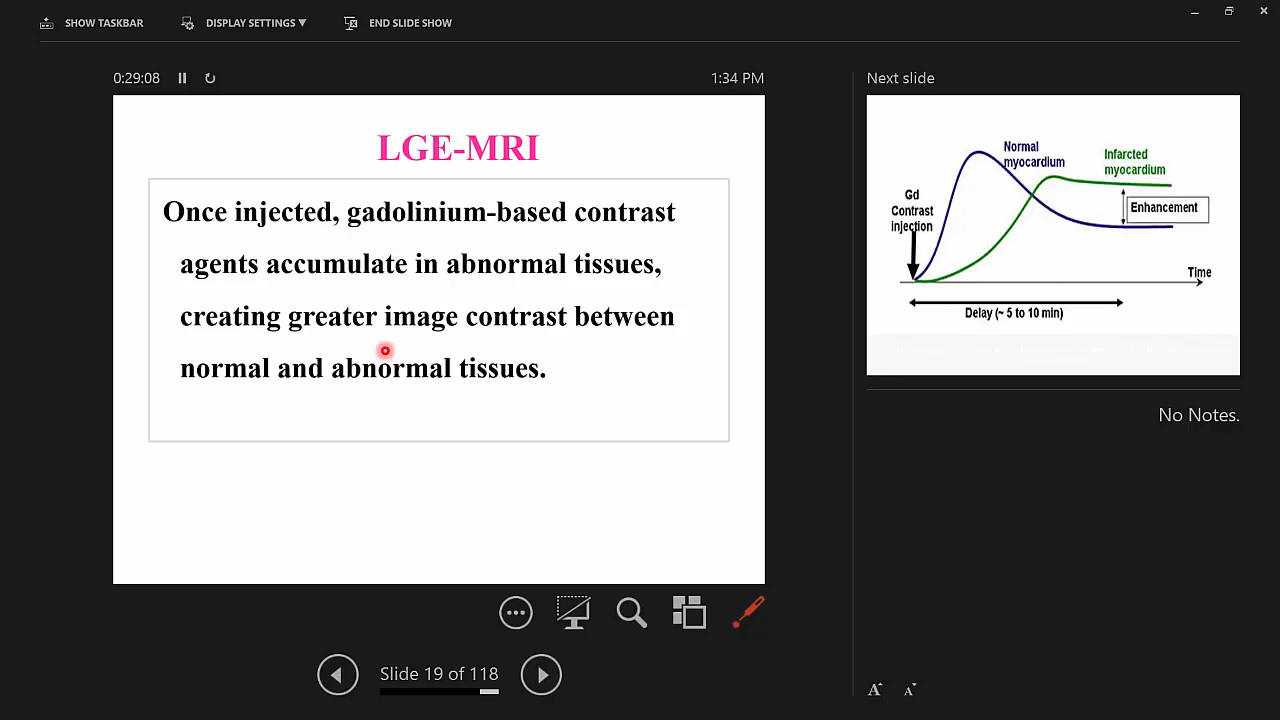 SHOW TASKBAR
DISPLAY SETTINGS ▼
END SLIDE SHOW
0:29:08
1:34 PM
LGE-MRI
Once injected, gadolinium-based contrast
agents accumulate in abnormal tissues,
creating greater image contrast between
normal and abnormal tissues.
Slide 19 of 118
Next slide
Normal
myocardium
Infarcted
myocardium
Gd
Contrast
injection
Enhancement
Time
Delay (~ 5 to 10 min)
No Notes.
A A